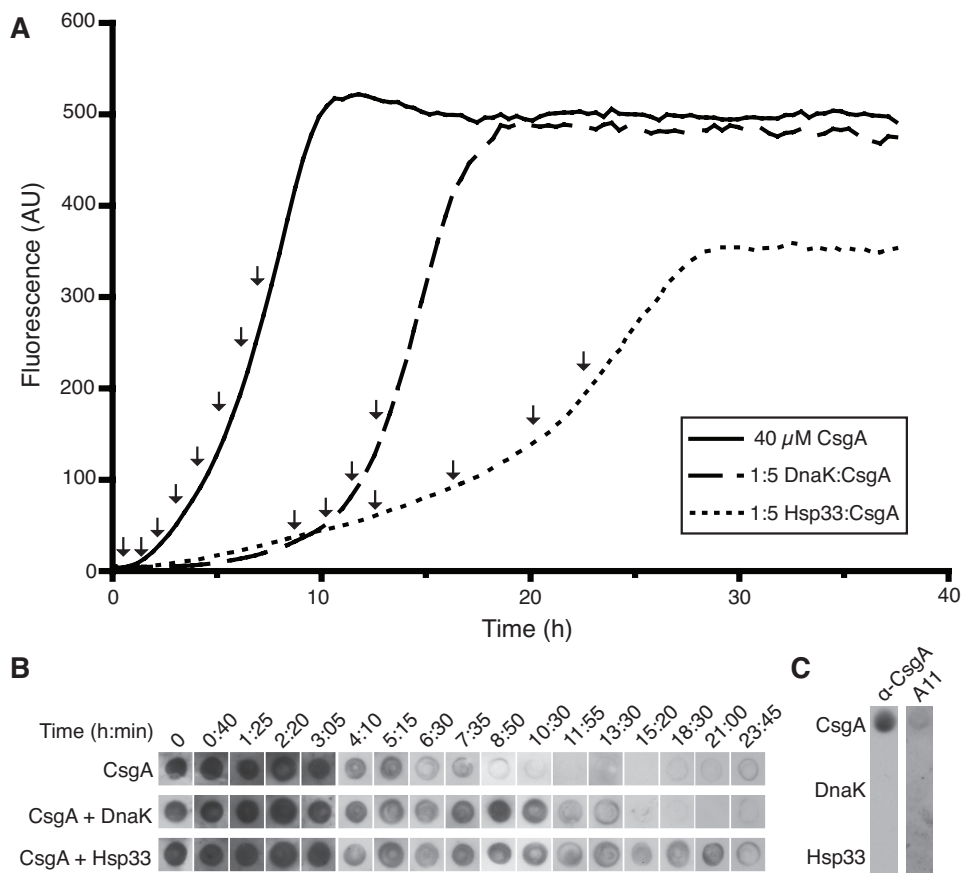 A
600
500
400
300
200
100
0
Fluorescence (AU)
0 10 20 30 40
Time (h)
40 µM CsgA
1:5 DnaK:CsgA
1:5 Hsp33:CsgA
B
Time (h:min) 0 0:40 1:25 2:20 3:05 4:10 5:15 6:30 7:35 8:50 10:30 11:55 13:30 15:20 18:30 21:00 23:45
CsgA
CsgA + DnaK
CsgA + Hsp33
C
α-CsgA A11
CsgA
DnaK
Hsp33